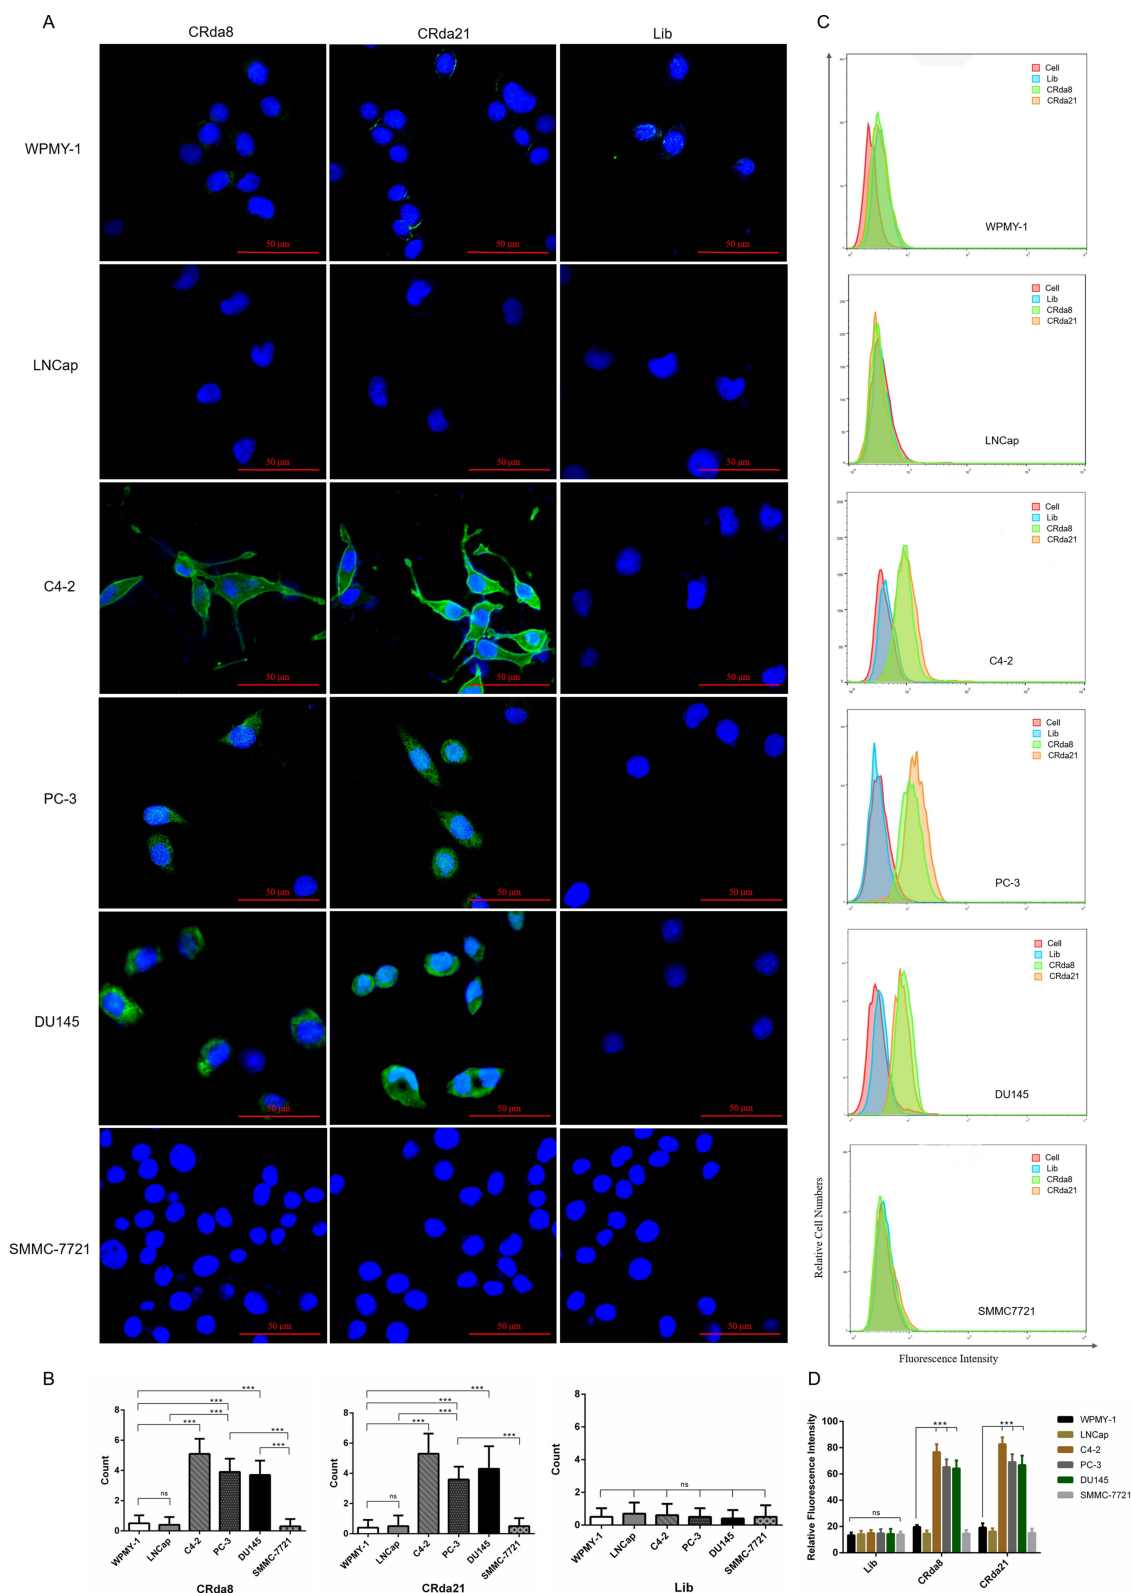 A
C
CRda8
CRda21
Lib
WPMY-1
50 μm
50 μm
50 μm
LNCap
50 μm
50 μm
50 μm
C4-2
50 μm
50 μm
50 μm
PC-3
50 μm
50 μm
50 μm
DU145
50 μm
50 μm
50 μm
SMMC-7721
50 μm
50 μm
50 μm
Cell
Lib
CRda8
CRda21
WPMY-1
Cell
Lib
CRda8
CRda21
LNCap
Cell
Lib
CRda8
CRda21
C4-2
Cell
Lib
CRda8
CRda21
PC-3
Cell
Lib
CRda8
CRda21
DU145
Cell
Lib
CRda8
CRda21
SMMC7721
Relative Cell Numbers
Fluorescence Intensity
B
Count
8
6
4
2
0
***
***
***
***
***
***
ns
WPMY-1
LNCap
C4-2
PC-3
DU145
SMMC-7721
CRda8
Count
8
6
4
2
0
***
***
***
***
***
ns
WPMY-1
LNCap
C4-2
PC-3
DU145
SMMC-7721
CRda21
Count
8
6
4
2
0
ns
WPMY-1
LNCap
C4-2
PC-3
DU145
SMMC-7721
Lib
D
Relative Fluorescence Intensity
100
80
60
40
20
0
ns
***
***
Lib
CRda8
CRda21
WPMY-1
LNCap
C4-2
PC-3
DU145
SMMC-7721